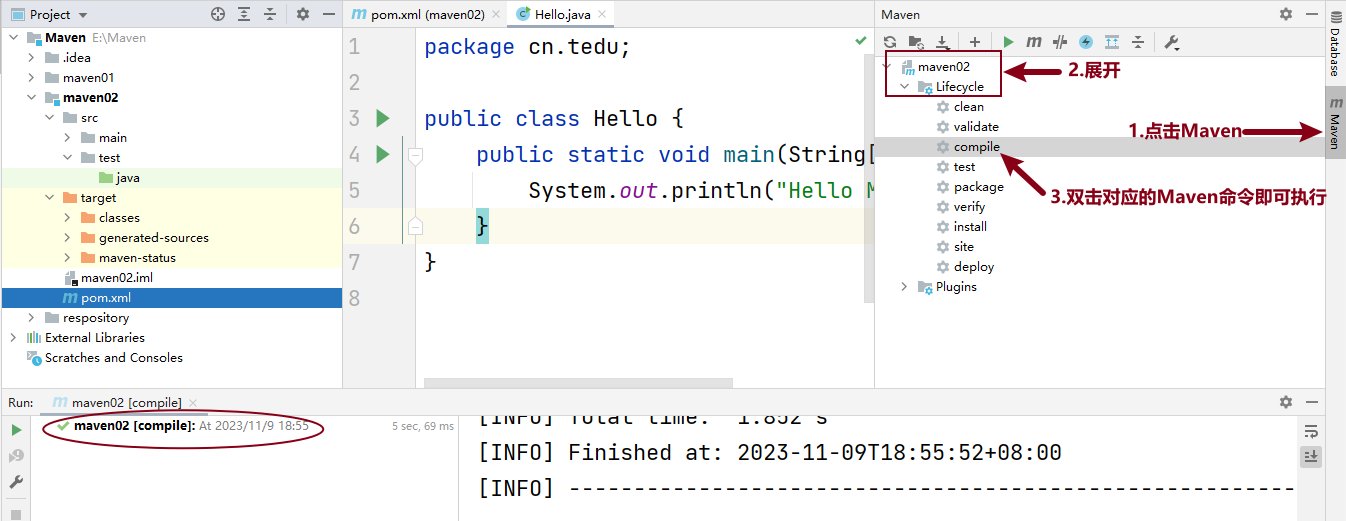 Project
Maven E:\Maven
.idea
maven01
maven02
src
main
test
java
target
classes
generated-sources
maven-status
maven02.iml
pom.xml
respository
External Libraries
Scratches and Consoles
pom.xml (maven02)
Hello.java
1 package cn.tedu;
2
3 public class Hello {
4 public static void main(String[
5 System.out.println("Hello M
6 }
7 }
8
Maven
maven02
Lifecycle
clean
validate
compile
test
package
verify
install
site
deploy
Plugins
2.展开
1.点击Maven
3.双击对应的Maven命令即可执行
Database
Maven
Run: maven02 [compile]
maven02 [compile]: At 2023/11/9 18:55 5 sec, 69 ms
[INFO] Total time: 1.852 s
[INFO] Finished at: 2023-11-09T18:55:52+08:00
[INFO] ------------------------------------------------------